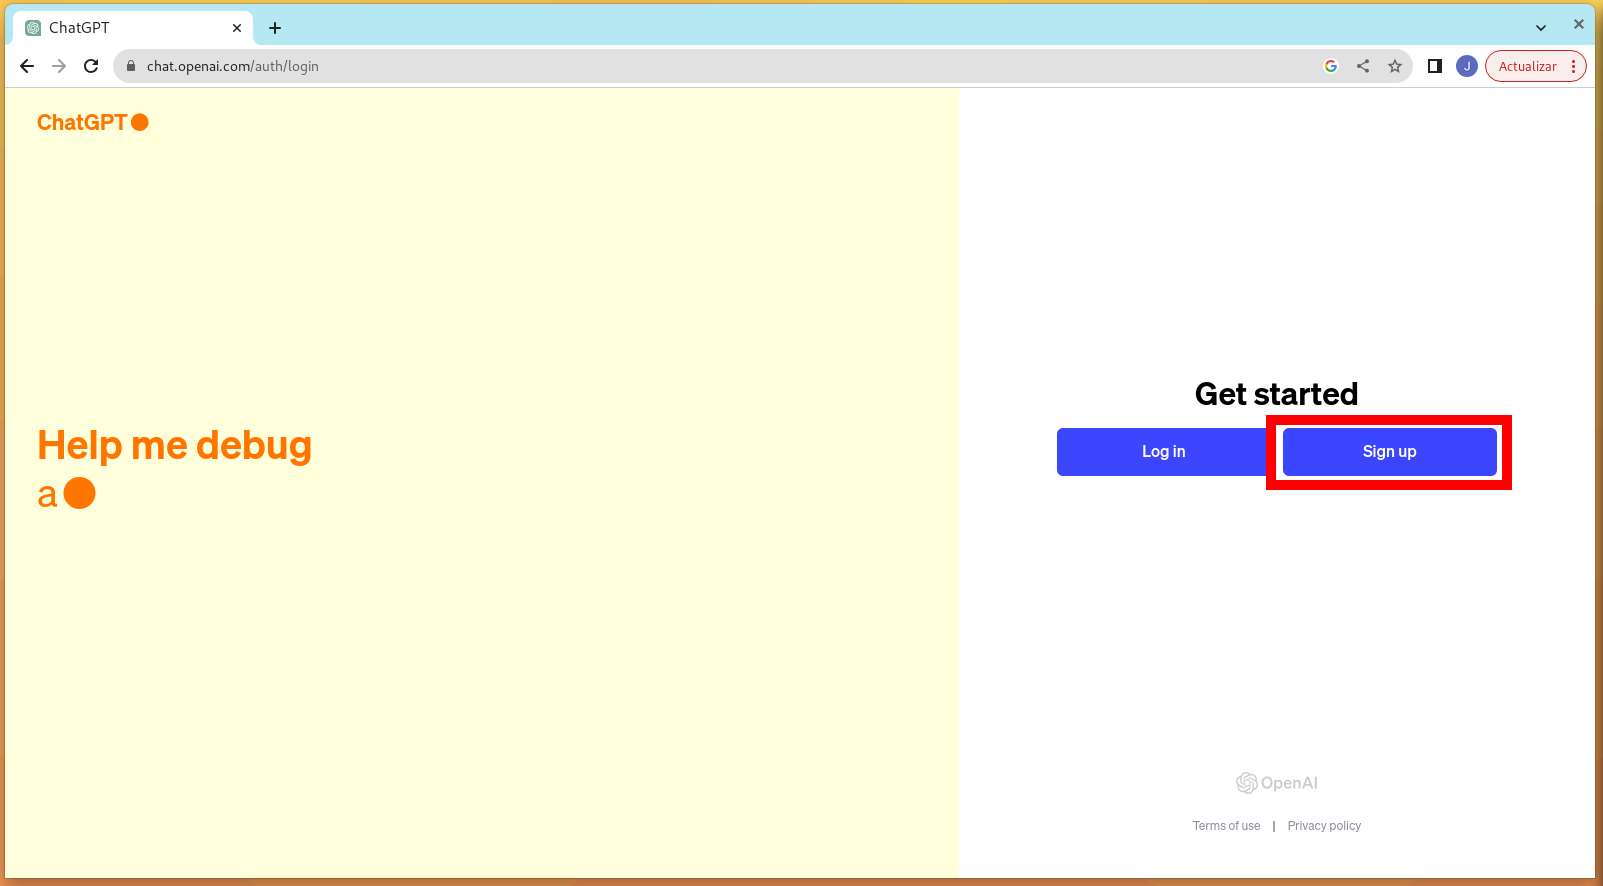 ChatGPT
chat.openai.com/auth/login
J
Actualizar
ChatGPT
Help me debug
a
Get started
Log in
Sign up
OpenAI
Terms of use | Privacy policy